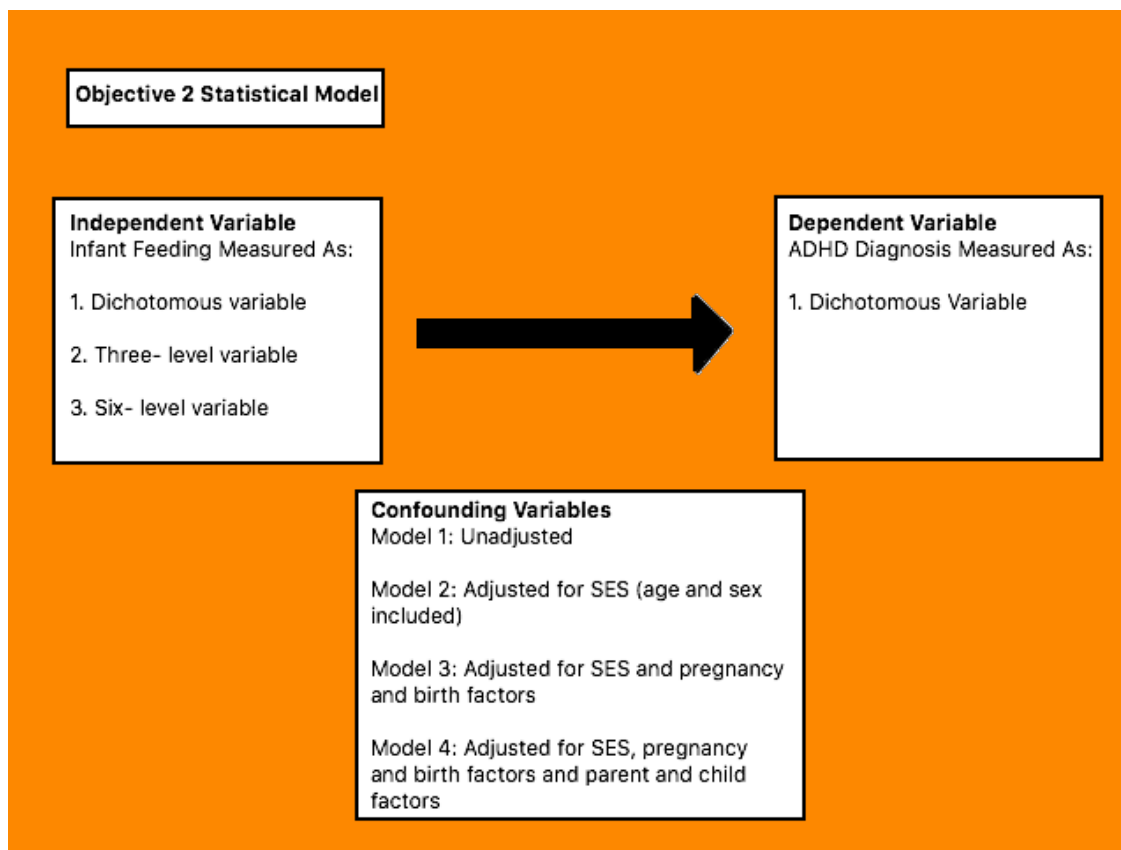 Objective 2 Statistical Model
Independent Variable
Infant Feeding Measured As:
1. Dichotomous variable
2. Three- level variable
3. Six- level variable
Dependent Variable
ADHD Diagnosis Measured As:
1. Dichotomous Variable
Confounding Variables
Model 1: Unadjusted
Model 2: Adjusted for SES (age and sex
included)
Model 3: Adjusted for SES and pregnancy
and birth factors
Model 4: Adjusted for SES, pregnancy
and birth factors and parent and child
factors